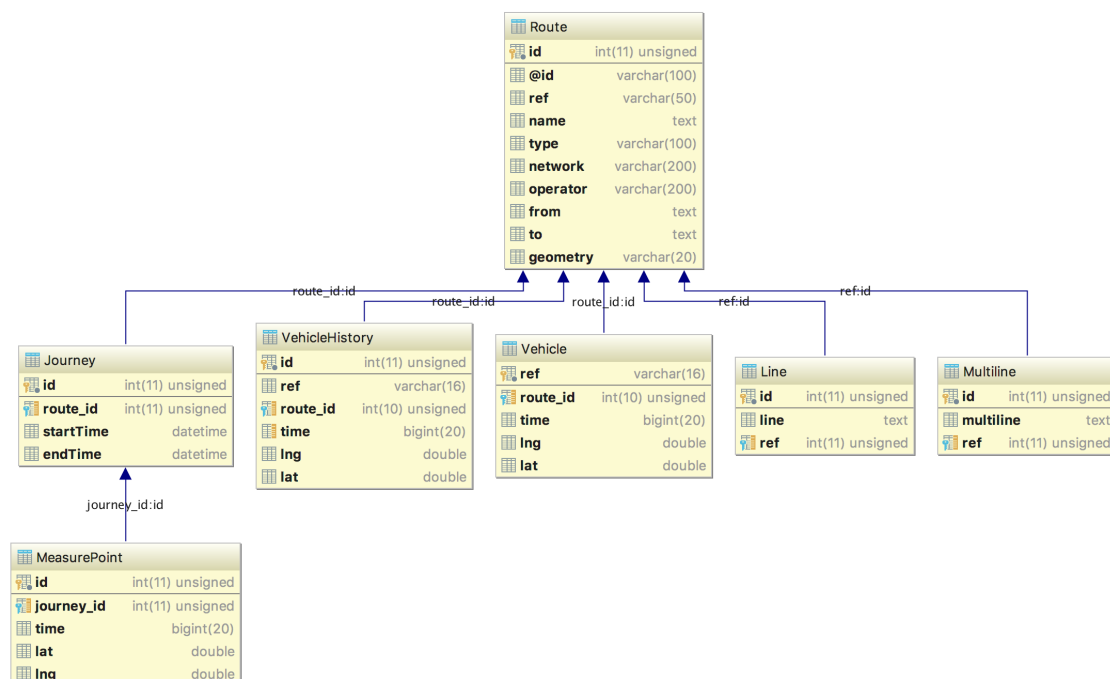 Route
id int(11) unsigned
@id varchar(100)
ref varchar(50)
name text
type varchar(100)
network varchar(200)
operator varchar(200)
from text
to text
geometry varchar(20)
route_id:id
route_id:id
route_id:id
ref:id
ref:id
Journey
id int(11) unsigned
route_id int(11) unsigned
startTime datetime
endTime datetime
VehicleHistory
id int(11) unsigned
ref varchar(16)
route_id int(10) unsigned
time bigint(20)
lng double
lat double
Vehicle
ref varchar(16)
route_id int(10) unsigned
time bigint(20)
lng double
lat double
Line
id int(11) unsigned
line text
ref int(11) unsigned
Multiline
id int(11) unsigned
multiline text
ref int(11) unsigned
journey_id:id
MeasurePoint
id int(11) unsigned
journey_id int(11) unsigned
time bigint(20)
lat double
lng double